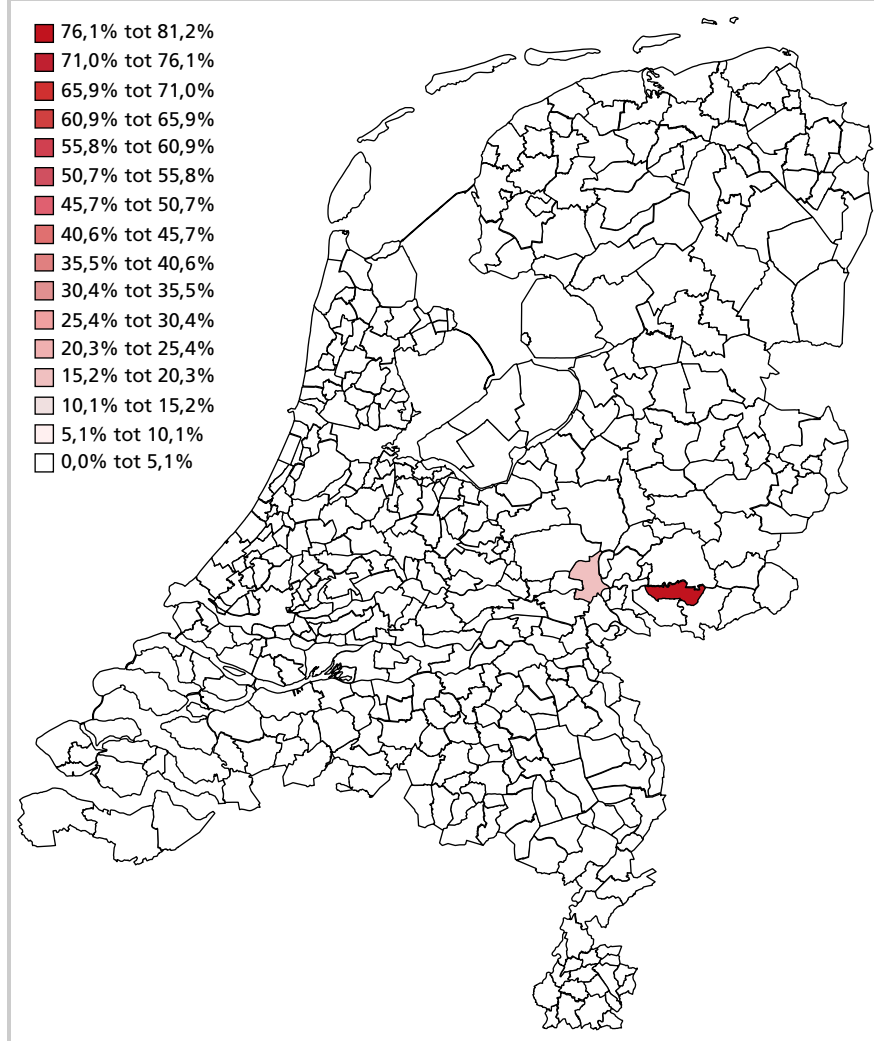 76,1% tot 81,2%
71,0% tot 76,1%
65,9% tot 71,0%
60,9% tot 65,9%
55,8% tot 60,9%
50,7% tot 55,8%
45,7% tot 50,7%
40,6% tot 45,7%
35,5% tot 40,6%
30,4% tot 35,5%
25,4% tot 30,4%
20,3% tot 25,4%
15,2% tot 20,3%
10,1% tot 15,2%
5,1% tot 10,1%
0,0% tot 5,1%